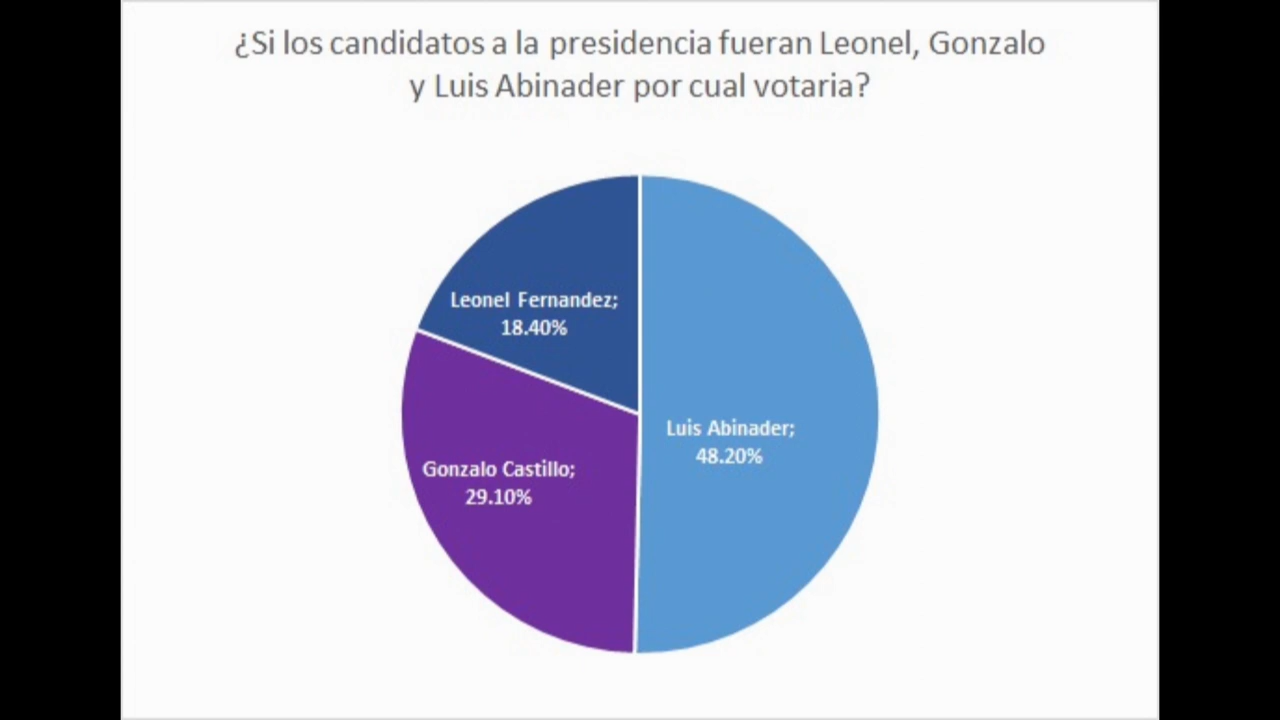 ¿Si los candidatos a la presidencia fueran Leonel, Gonzalo
y Luis Abinader por cual votaria?
Leonel Fernandez;
18.40%
Luis Abinader;
48.20%
Gonzalo Castillo;
29.10%